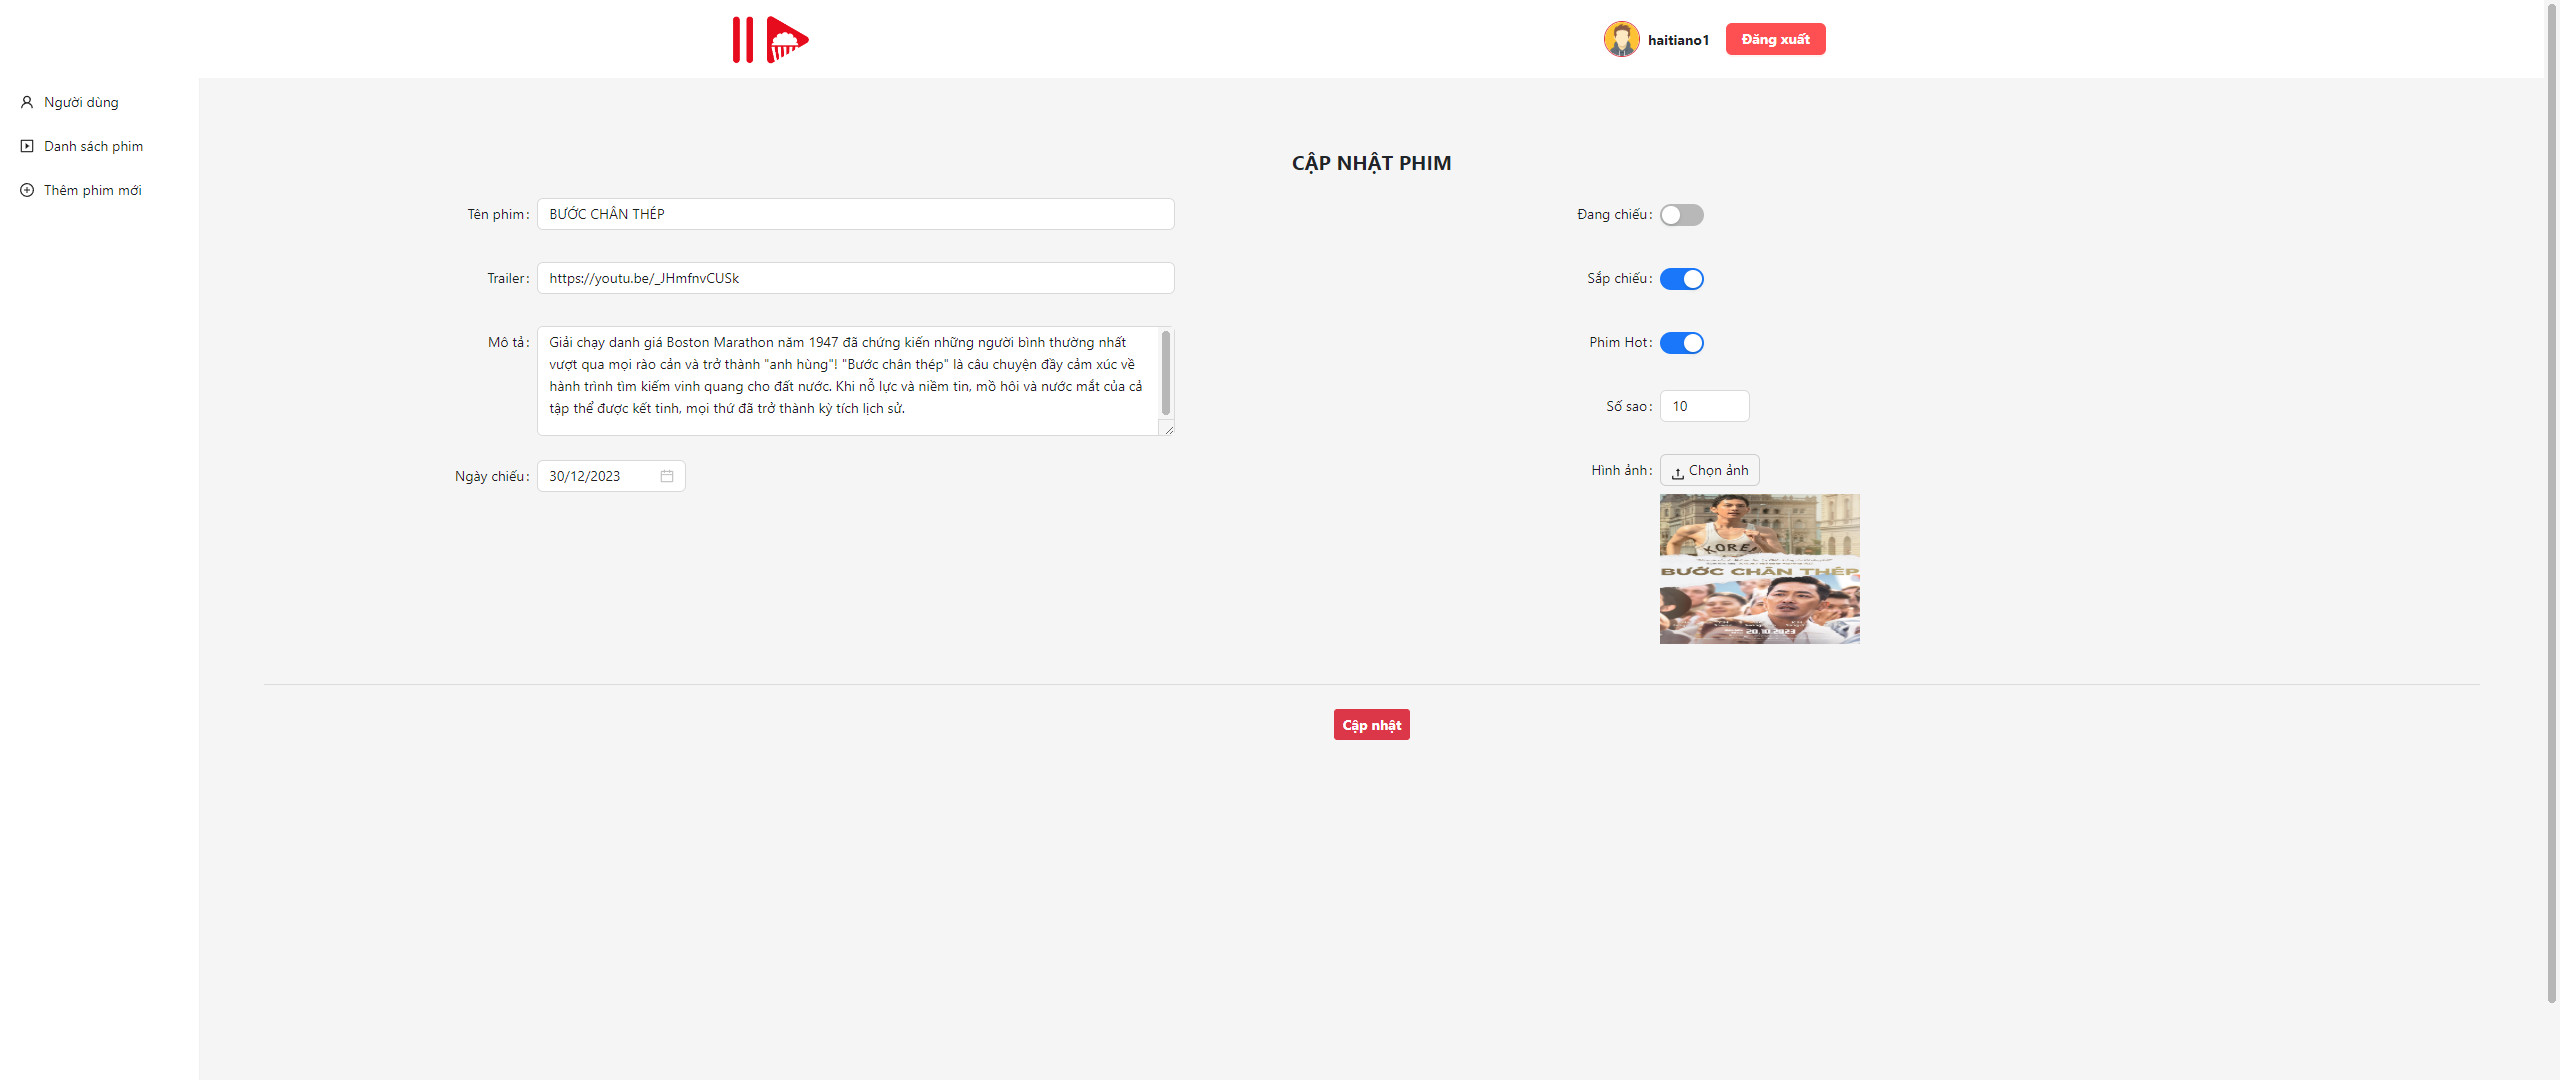 haitiano1
Đăng xuất
Người dùng
Danh sách phim
Thêm phim mới
CẬP NHẬT PHIM
Tên phim: BƯỚC CHÂN THÉP
Trailer: https://youtu.be/_JHmfnvCUSk
Mô tả: Giải chạy danh giá Boston Marathon năm 1947 đã chứng kiến những người bình thường nhất
vượt qua mọi rào cản và trở thành "anh hùng"! "Bước chân thép" là câu chuyện đầy cảm xúc về
hành trình tìm kiếm vinh quang cho đất nước. Khi nỗ lực và niềm tin, mồ hôi và nước mắt của cả
tập thể được kết tinh, mọi thứ đã trở thành kỳ tích lịch sử.
Ngày chiếu: 30/12/2023
Đang chiếu:
Sắp chiếu:
Phim Hot:
Số sao: 10
Hình ảnh: Chọn ảnh
KOREA
BƯỚC CHÂN THÉP
20.10.2023
Cập nhật